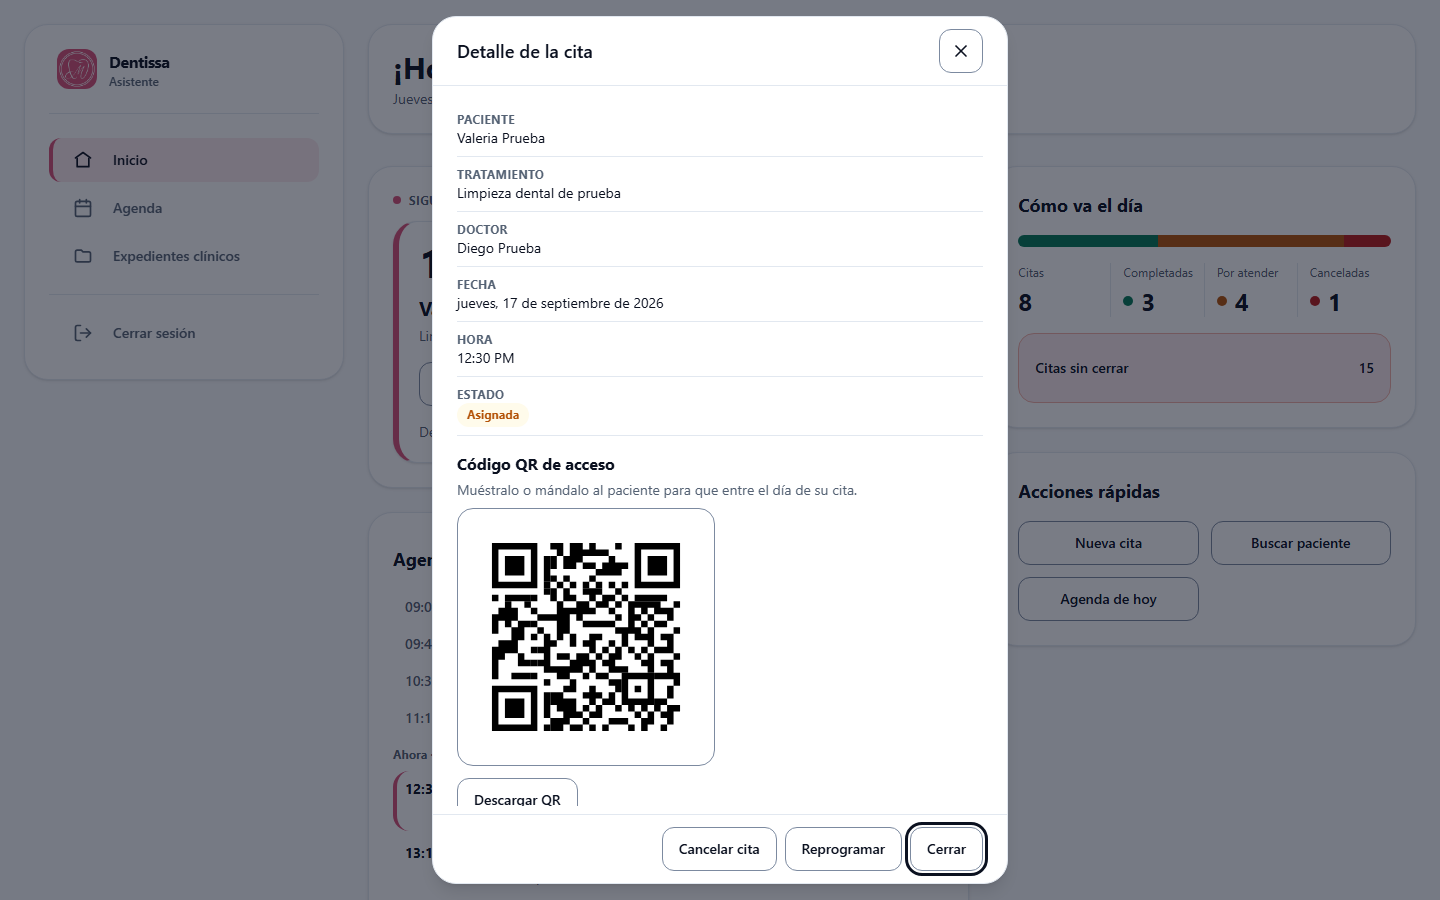 Dentissa
Asistente
Inicio
Agenda
Expedientes clínicos
Cerrar sesión
Jueves
Detalle de la cita
PACIENTE
Valeria Prueba
TRATAMIENTO
Limpieza dental de prueba
DOCTOR
Diego Prueba
FECHA
jueves, 17 de septiembre de 2026
HORA
12:30 PM
ESTADO
Asignada
Código QR de acceso
Muéstralo o mándalo al paciente para que entre el día de su cita.
Descargar QR
Cancelar cita
Reprogramar
Cerrar
Ahora
Cómo va el día
Citas
8
Completadas
3
Por atender
4
Canceladas
1
Citas sin cerrar
15
Acciones rápidas
Nueva cita
Buscar paciente
Agenda de hoy